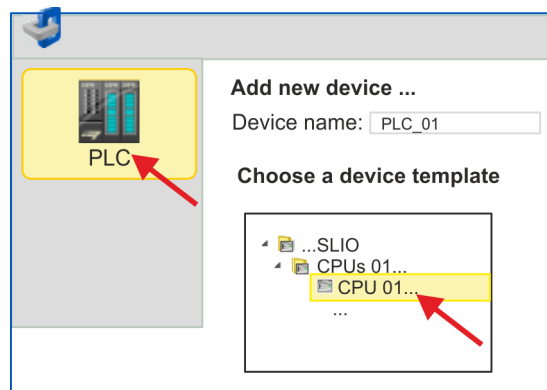 PLC
Add new device ...
Device name: PLC_01
Choose a device template
...SLIO
CPUs 01...
CPU 01...
...